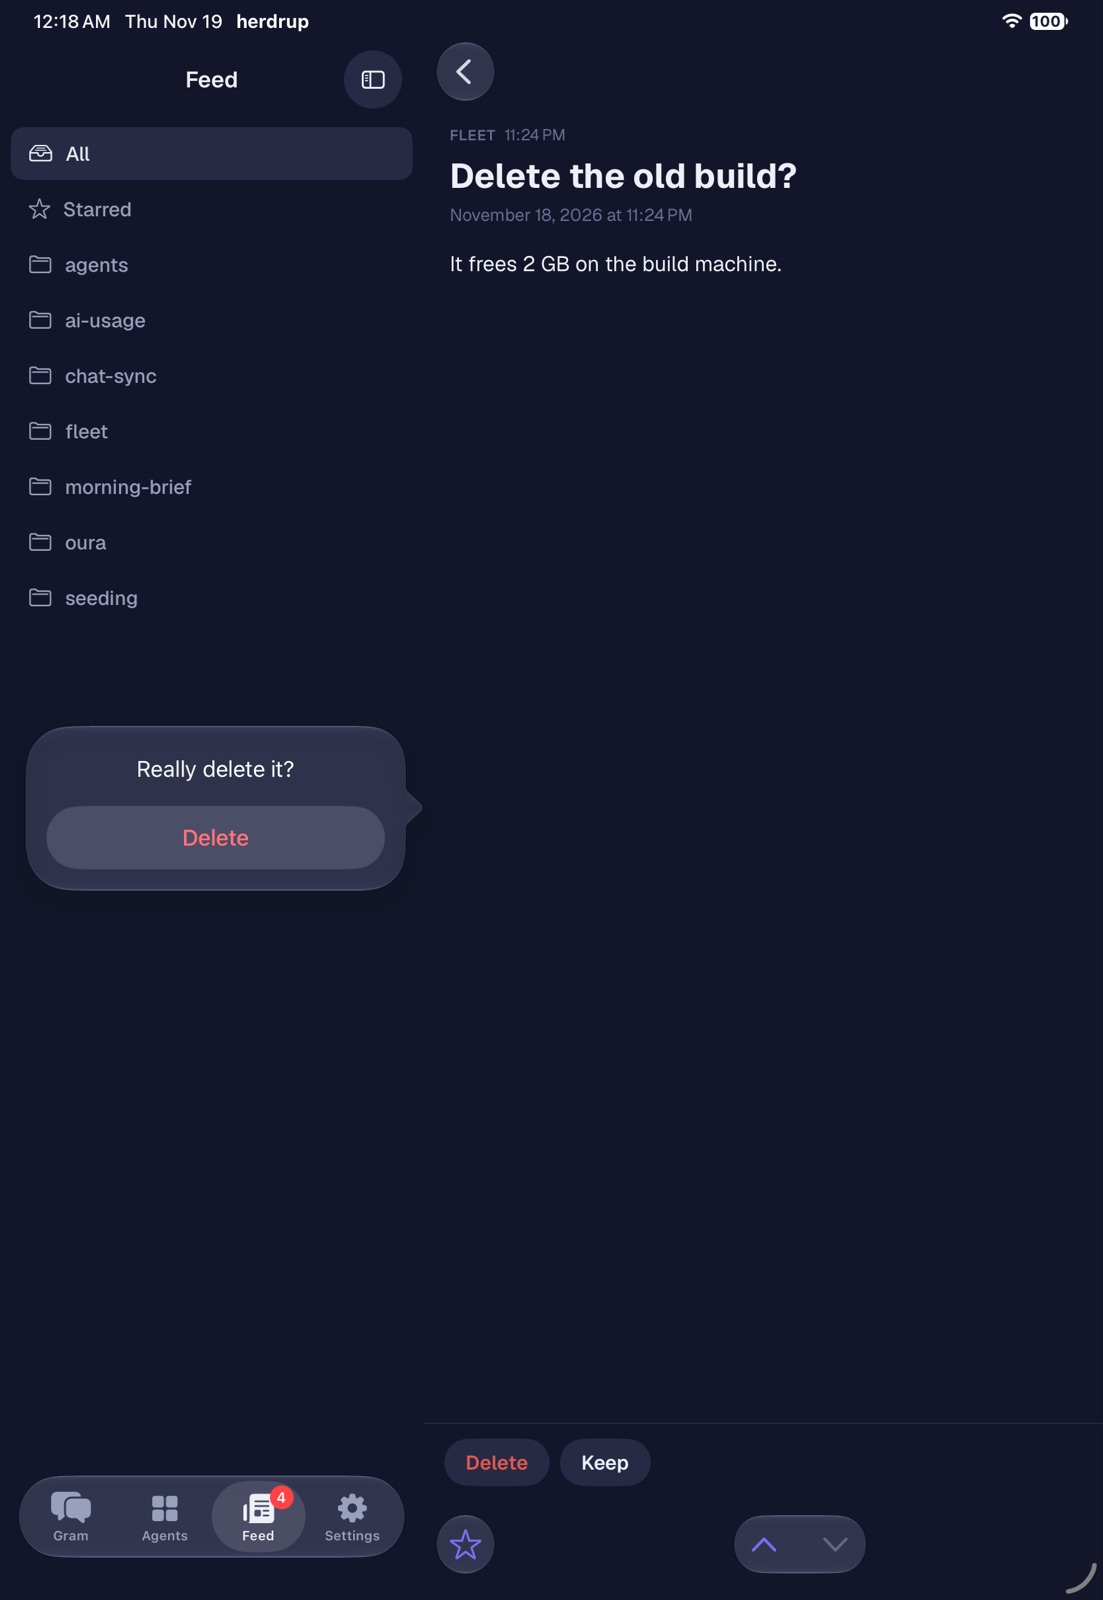 12:18 AM Thu Nov 19 herdrup
100
Feed
All
Starred
agents
ai-usage
chat-sync
fleet
morning-brief
oura
seeding
Really delete it?
Delete
4
Gram Agents Feed Settings
FLEET 11:24 PM
Delete the old build?
November 18, 2026 at 11:24 PM
It frees 2 GB on the build machine.
Delete Keep